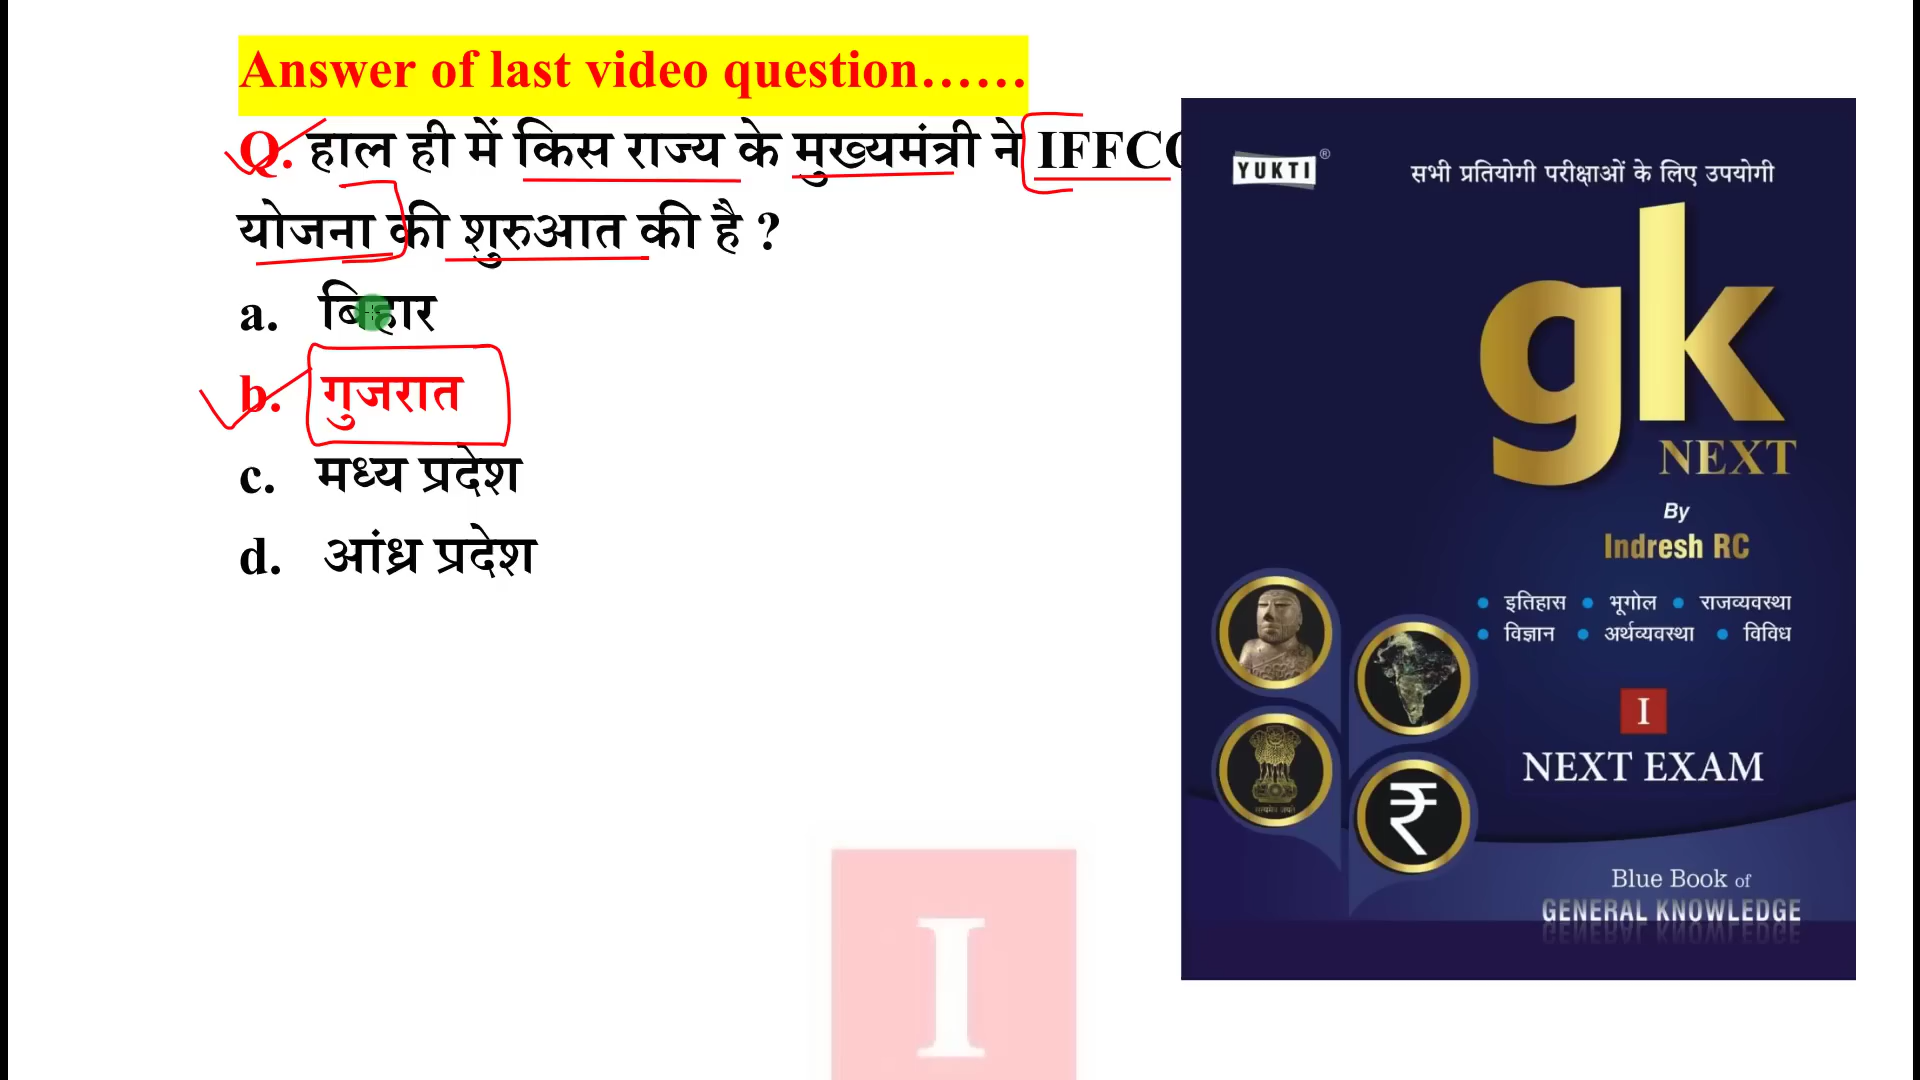 Answer of last video question……
Q. हाल ही में किस राज्य के मुख्यमंत्री ने IFFCO
योजना की शुरुआत की है ?
a. बिहार
b. गुजरात
c. मध्य प्रदेश
d. आंध्र प्रदेश
YUKTI ®
सभी प्रतियोगी परीक्षाओं के लिए उपयोगी
gk
NEXT
By
Indresh RC
• इतिहास • भूगोल • राजव्यवस्था
• विज्ञान • अर्थव्यवस्था • विविध
I
NEXT EXAM
₹
Blue Book of
GENERAL KNOWLEDGE
I